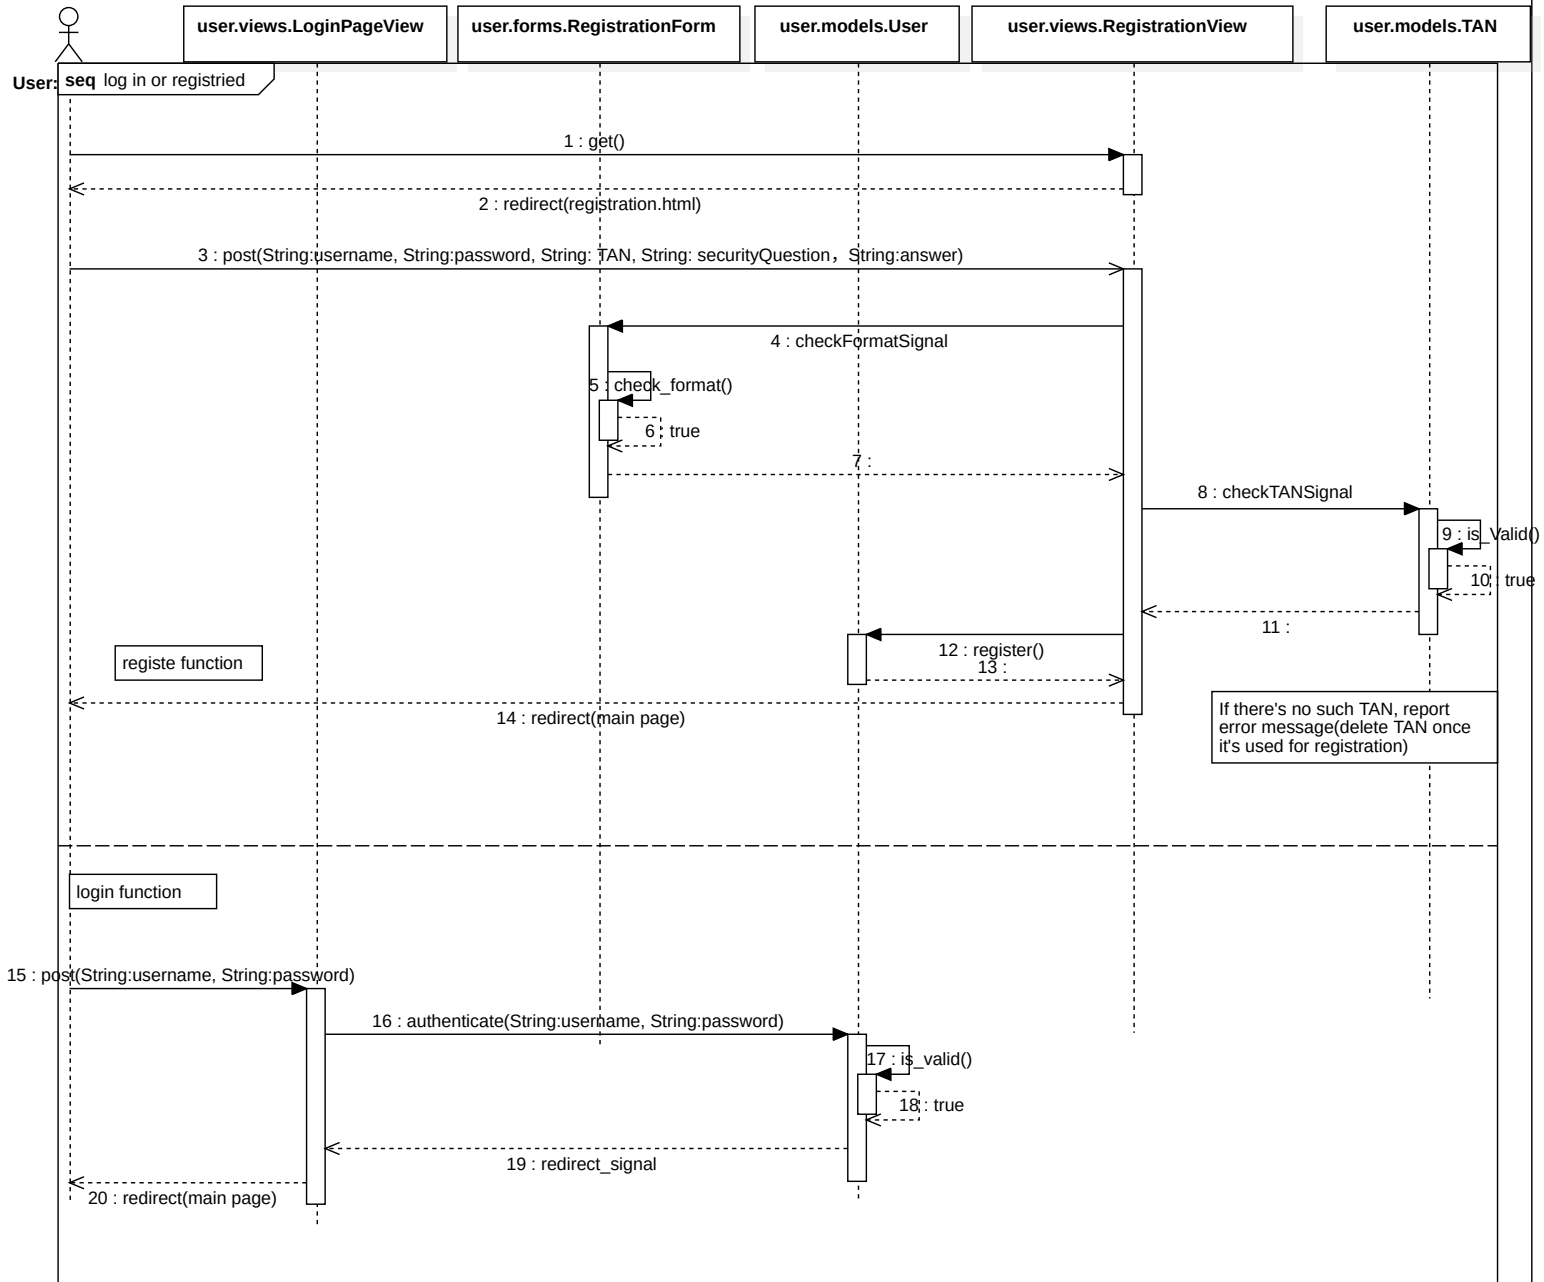 user.views.LoginPageView
user.forms.RegistrationForm
user.models.User
user.views.RegistrationView
user.models.TAN
User:
seq log in or registried
1 : get()
2 : redirect(registration.html)
3 : post(String:username, String:password, String: TAN, String: securityQuestion，String:answer)
4 : checkFormatSignal
5 : check_format()
6 : true
7 :
8 : checkTANSignal
9 : is_Valid()
10 : true
11 :
12 : register()
13 :
registe function
14 : redirect(main page)
If there's no such TAN, report
error message(delete TAN once
it's used for registration)
login function
15 : post(String:username, String:password)
16 : authenticate(String:username, String:password)
17 : is_valid()
18 : true
19 : redirect_signal
20 : redirect(main page)